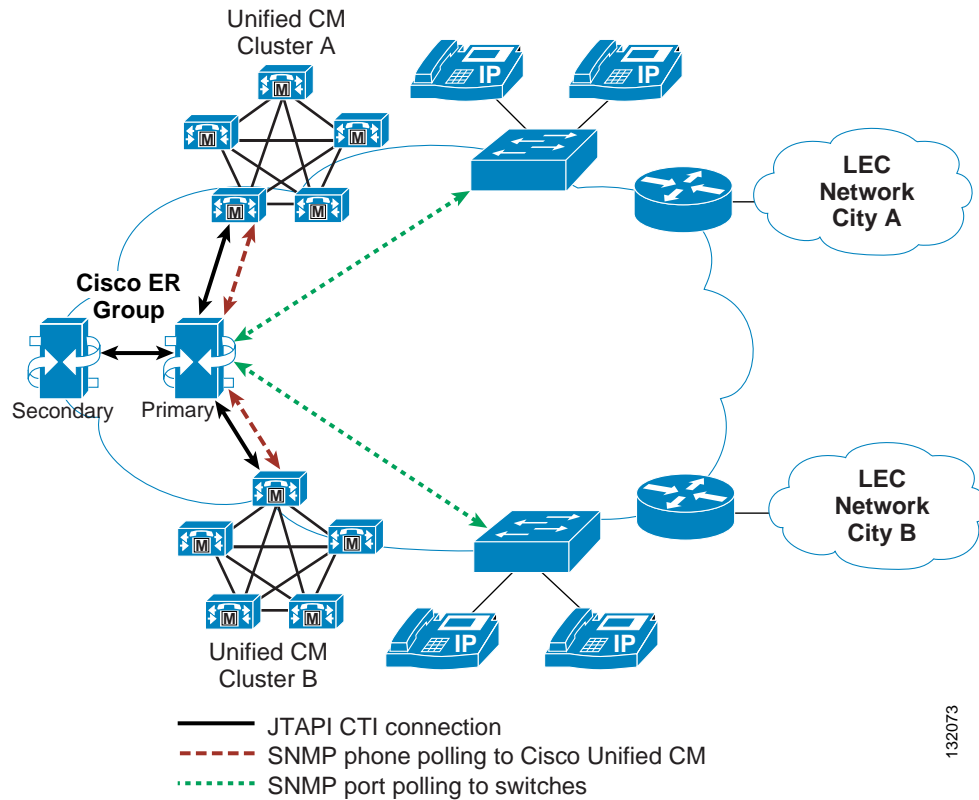 Unified CM
Cluster A
IP
IP
M
M
M
M
M
LEC
Network
City A
Cisco ER
Group
Secondary
Primary
M
M
M
M
M
LEC
Network
City B
IP
IP
Unified CM
Cluster B
JTAPI CTI connection
SNMP phone polling to Cisco Unified CM
SNMP port polling to switches
132073